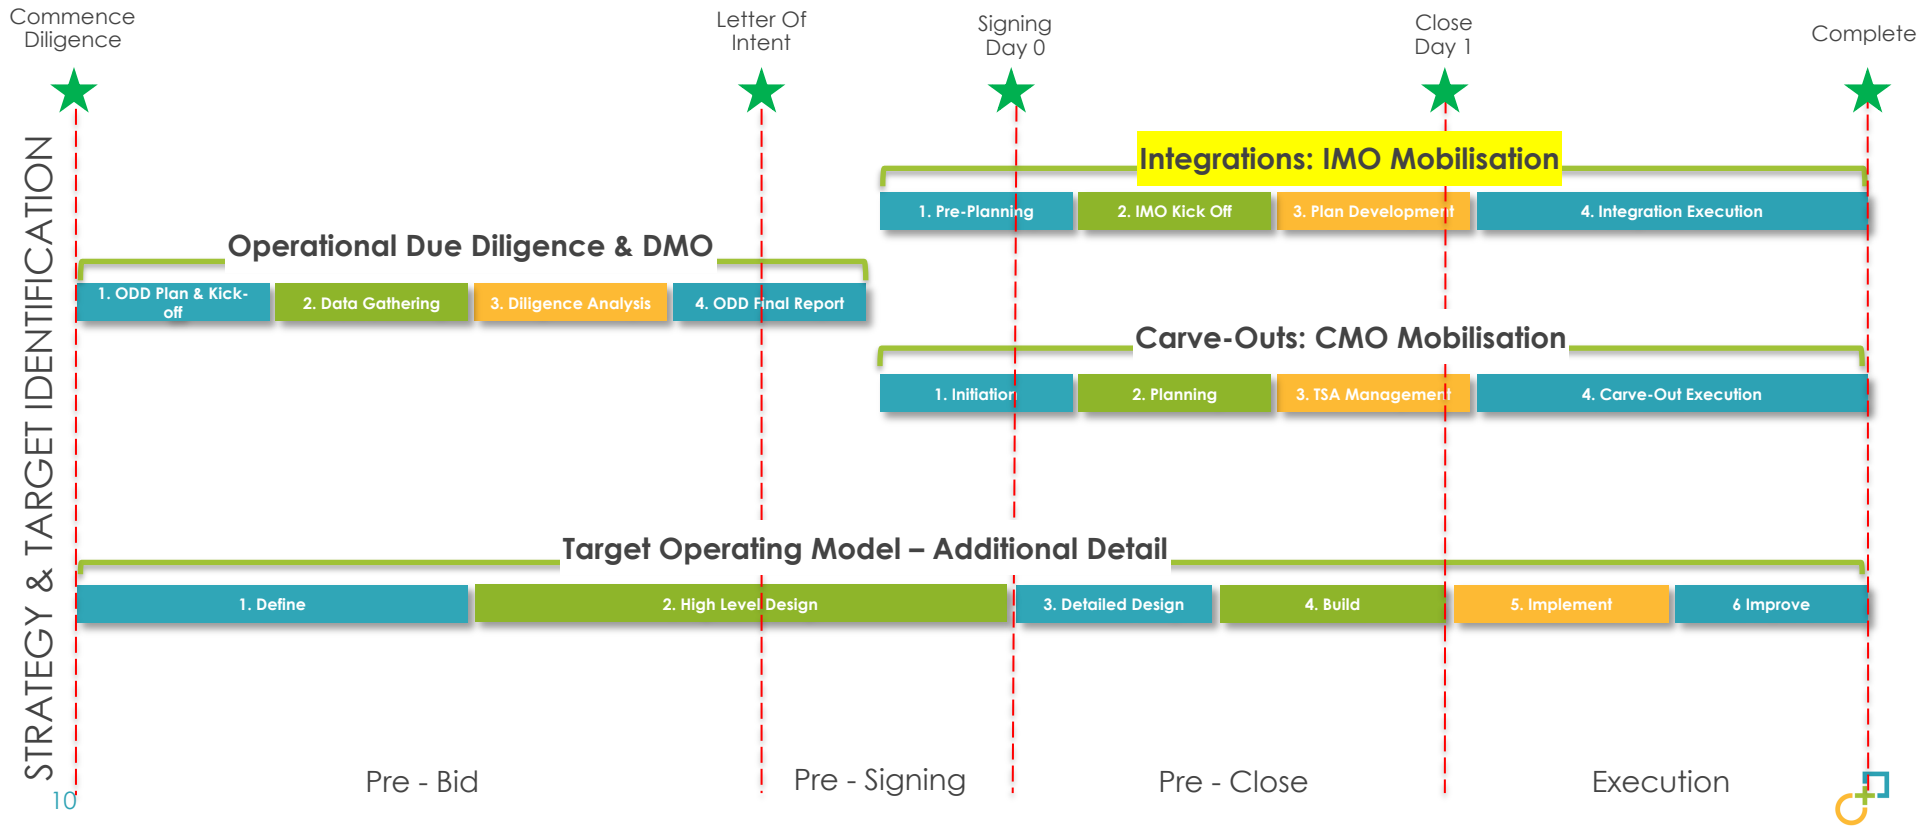 Commence
Diligence
Letter Of
Intent
Signing
Day 0
Close
Day 1
Complete
STRATEGY & TARGET IDENTIFICATION
Integrations: IMO Mobilisation
1. Pre-Planning
2. IMO Kick Off
3. Plan Development
4. Integration Execution
Operational Due Diligence & DMO
1. ODD Plan & Kick-
off
2. Data Gathering
3. Diligence Analysis
4. ODD Final Report
Carve-Outs: CMO Mobilisation
1. Initiation
2. Planning
3. TSA Management
4. Carve-Out Execution
Target Operating Model – Additional Detail
1. Define
2. High Level Design
3. Detailed Design
4. Build
5. Implement
6 Improve
Pre - Bid
Pre - Signing
Pre - Close
Execution
10